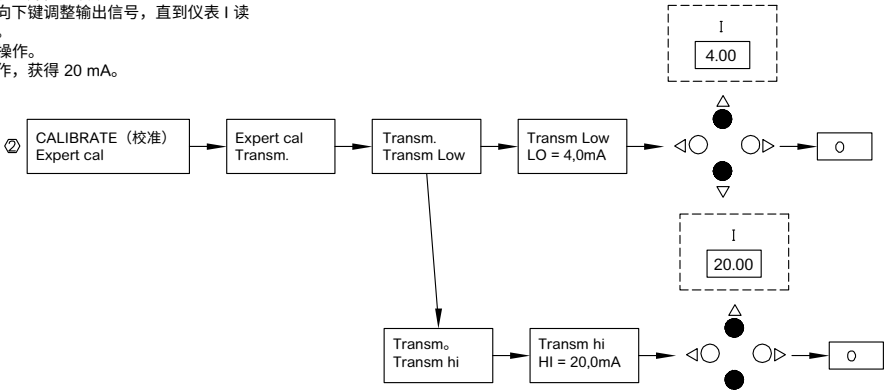 向下键调整输出信号，直到仪表 I 读
操作。
作，获得 20 mA。
I
4.00
②
CALIBRATE（校准）
Expert cal
Expert cal
Transm.
Transm.
Transm Low
Transm Low
LO = 4,0mA
O
I
20.00
Transm。
Transm hi
Transm hi
HI = 20,0mA
O